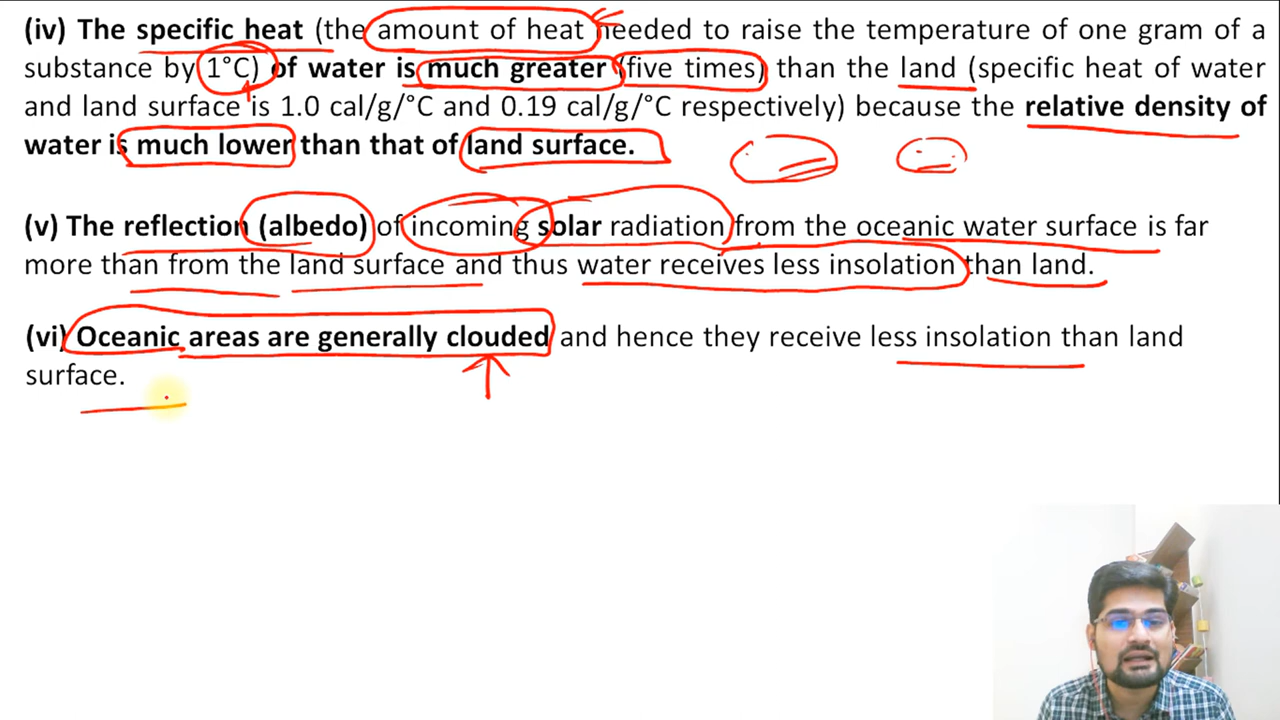 (iv) The specific heat (the amount of heat needed to raise the temperature of one gram of a
substance by 1°C) of water is much greater (five times) than the land (specific heat of water
and land surface is 1.0 cal/g/°C and 0.19 cal/g/°C respectively) because the relative density of
water is much lower than that of land surface.
(v) The reflection (albedo) of incoming solar radiation from the oceanic water surface is far
more than from the land surface and thus water receives less insolation than land.
(vi) Oceanic areas are generally clouded and hence they receive less insolation than land
surface.